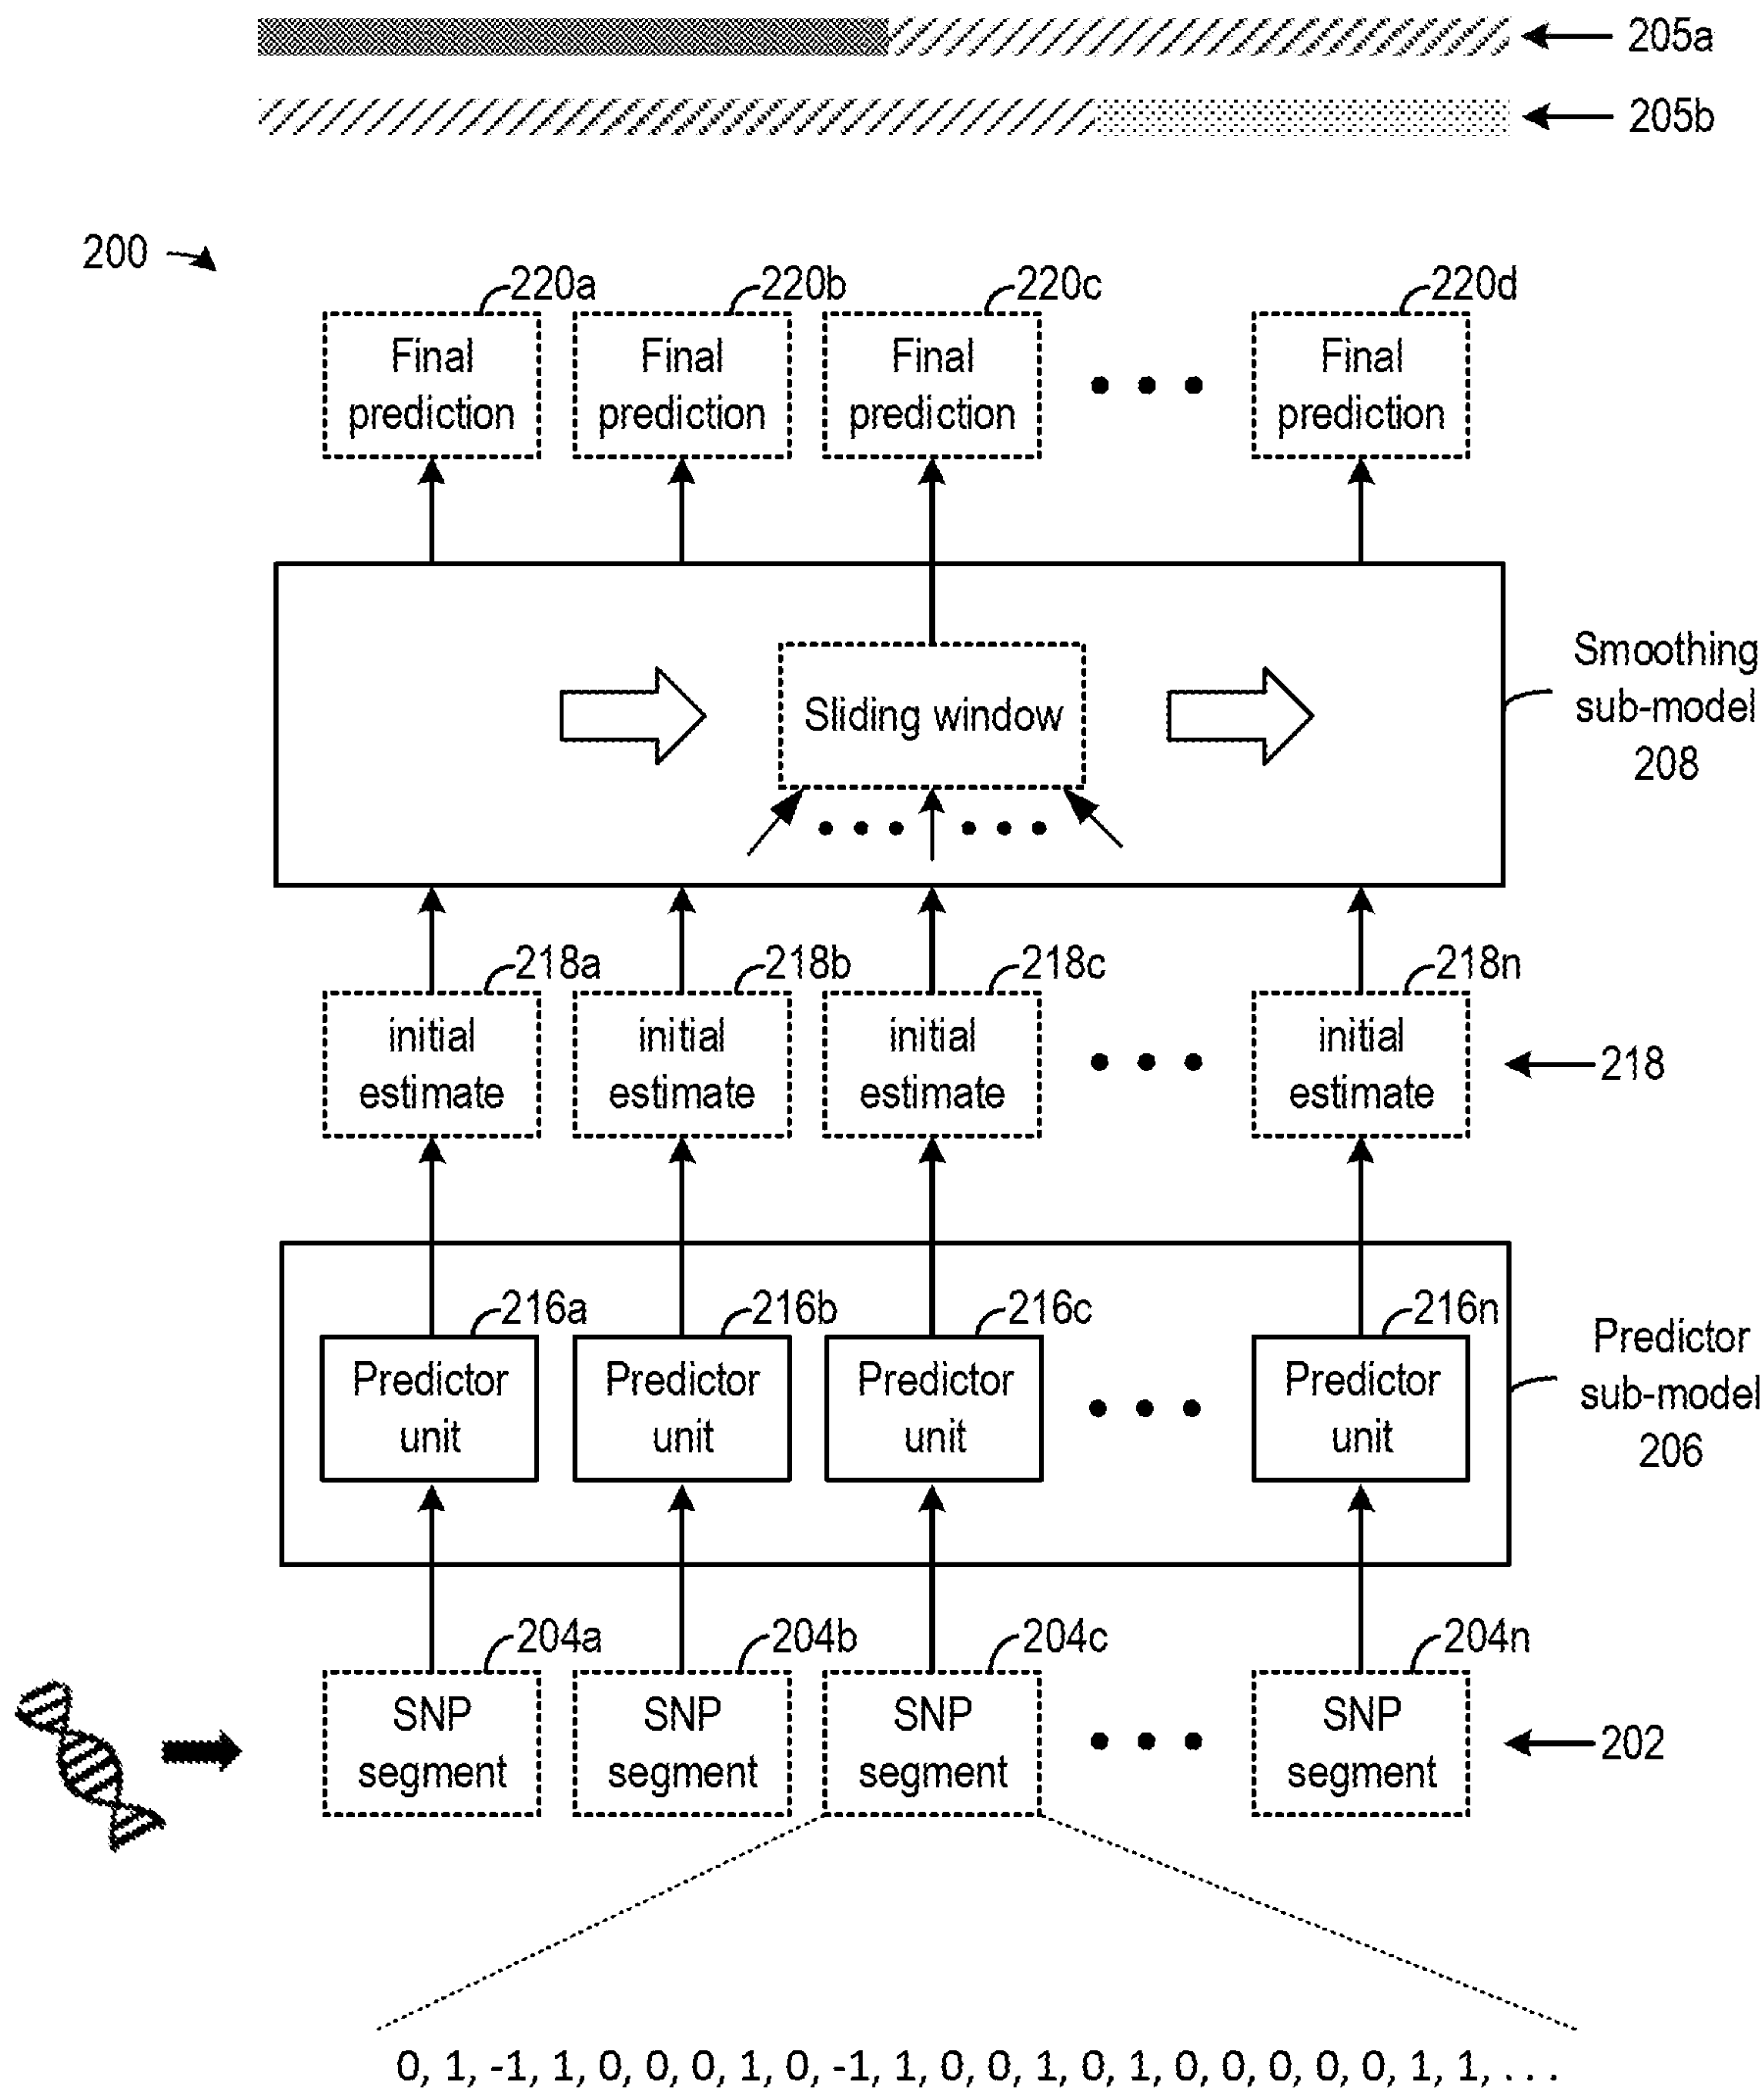 205a
205b
200
220a 220b 220c 220d
Final prediction
Final prediction
Final prediction
Final prediction
Sliding window
Smoothing
sub-model
208
218a 218b 218c 218n
initial estimate
initial estimate
initial estimate
initial estimate
218
216a 216b 216c 216n
Predictor unit
Predictor unit
Predictor unit
Predictor unit
Predictor
sub-model
206
204a 204b 204c 204n
SNP segment
SNP segment
SNP segment
SNP segment
202
0, 1, -1, 1, 0, 0, 0, 1, 0, -1, 1, 0, 0, 1, 0, 1, 0, 0, 0, 0, 0, 1, 1, . . .